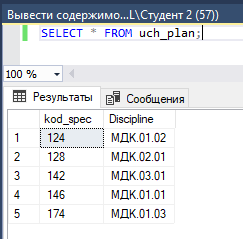 Вывести содержимо...L\Студент 2 (57))
SELECT * FROM uch_plan;
100 %
Результаты Сообщения
kod_spec Discipline
1 124 МДК.01.02
2 128 МДК.02.01
3 142 МДК.03.01
4 146 МДК.01.01
5 174 МДК.01.03